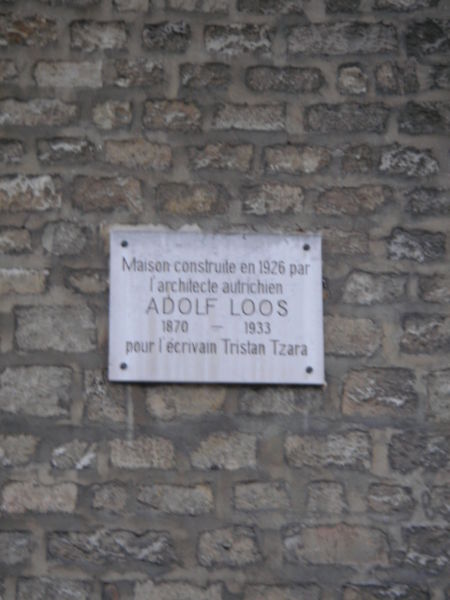 Maison construite en 1926 par
l'architecte autrichien
ADOLF LOOS
1870 – 1933
pour l'écrivain Tristan Tzara